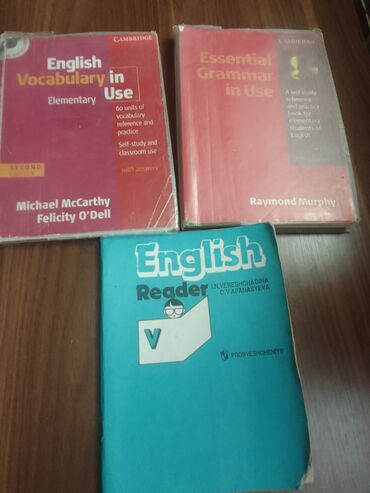 CAMBRIDGE
English
Vocabulary in
Use
Elementary
60 units of
vocabulary
reference and
practice
Self-study and
classroom use
with answers
SECOND
Michael McCarthy
Felicity O'Dell
CAMBRIDGE
Essential
Grammar
in Use
A self-study
reference
and practice
book for
elementary
students of
English
Raymond Murphy
English
Reader
I.N.VERESHCHAGINA
O.V.AFANASYEVA
V
PROSVESHCHENIYE